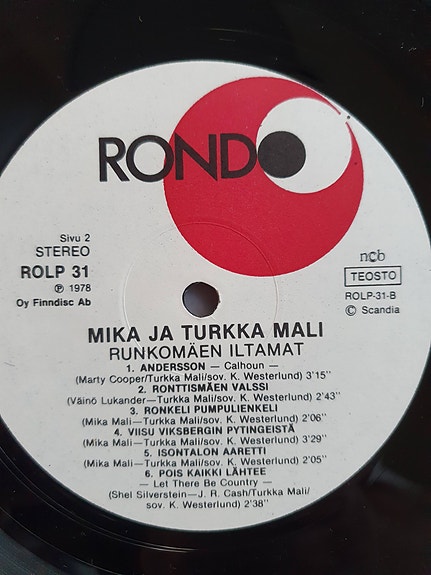 RONDO
Sivu 2
STEREO
ROLP 31
Ⓟ 1978
Oy Finndisc Ab
ncb
TEOSTO
ROLP-31-B
© Scandia
MIKA JA TURKKA MALI
RUNKOMÄEN ILTAMAT
1. ANDERSSON — Calhoun —
(Marty Cooper/Turkka Mali/sov. K. Westerlund) 3'15"
2. RONTTISMÄEN VALSSI
(Väinö Lukander—Turkka Mali/sov. K. Westerlund) 2'43"
3. RONKELI PUMPULIENKELI
(Mika Mali—Turkka Mali/sov. K. Westerlund) 2'06"
4. VIISU VIKSBERGIN PYTINGEISTÄ
(Mika Mali—Turkka Mali/sov. K. Westerlund) 3'29"
5. ISONTALON AARETTI
(Mika Mali—Turkka Mali/sov. K. Westerlund) 2'05"
6. POIS KAIKKI LÄHTEE
— Let There Be Country —
(Shel Silverstein—J. R. Cash/Turkka Mali/
sov. K. Westerlund) 2'38"